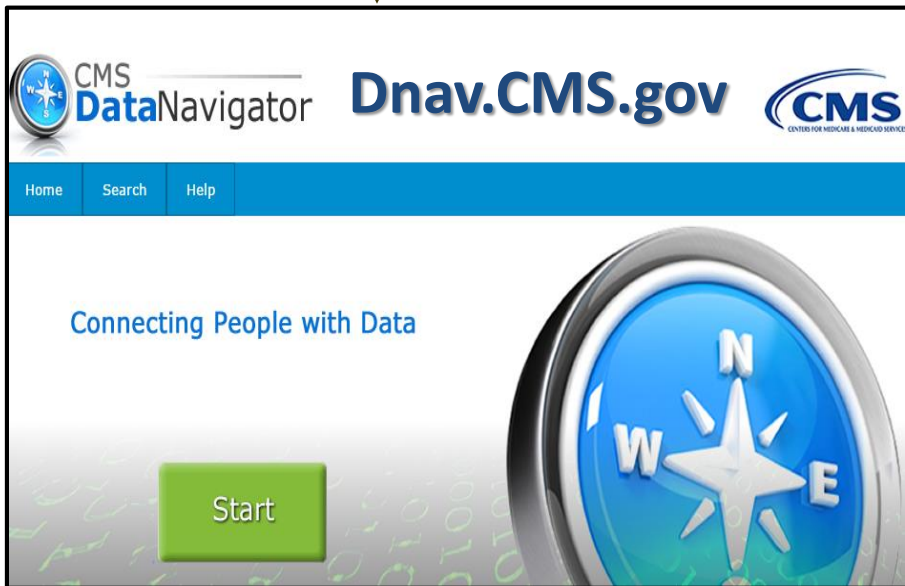 CMS
DataNavigator
Dnav.CMS.gov
CMS
CENTERS FOR MEDICARE & MEDICAID SERVICES
Home Search Help
Connecting People with Data
Start
N
W
E
N
W
E
S